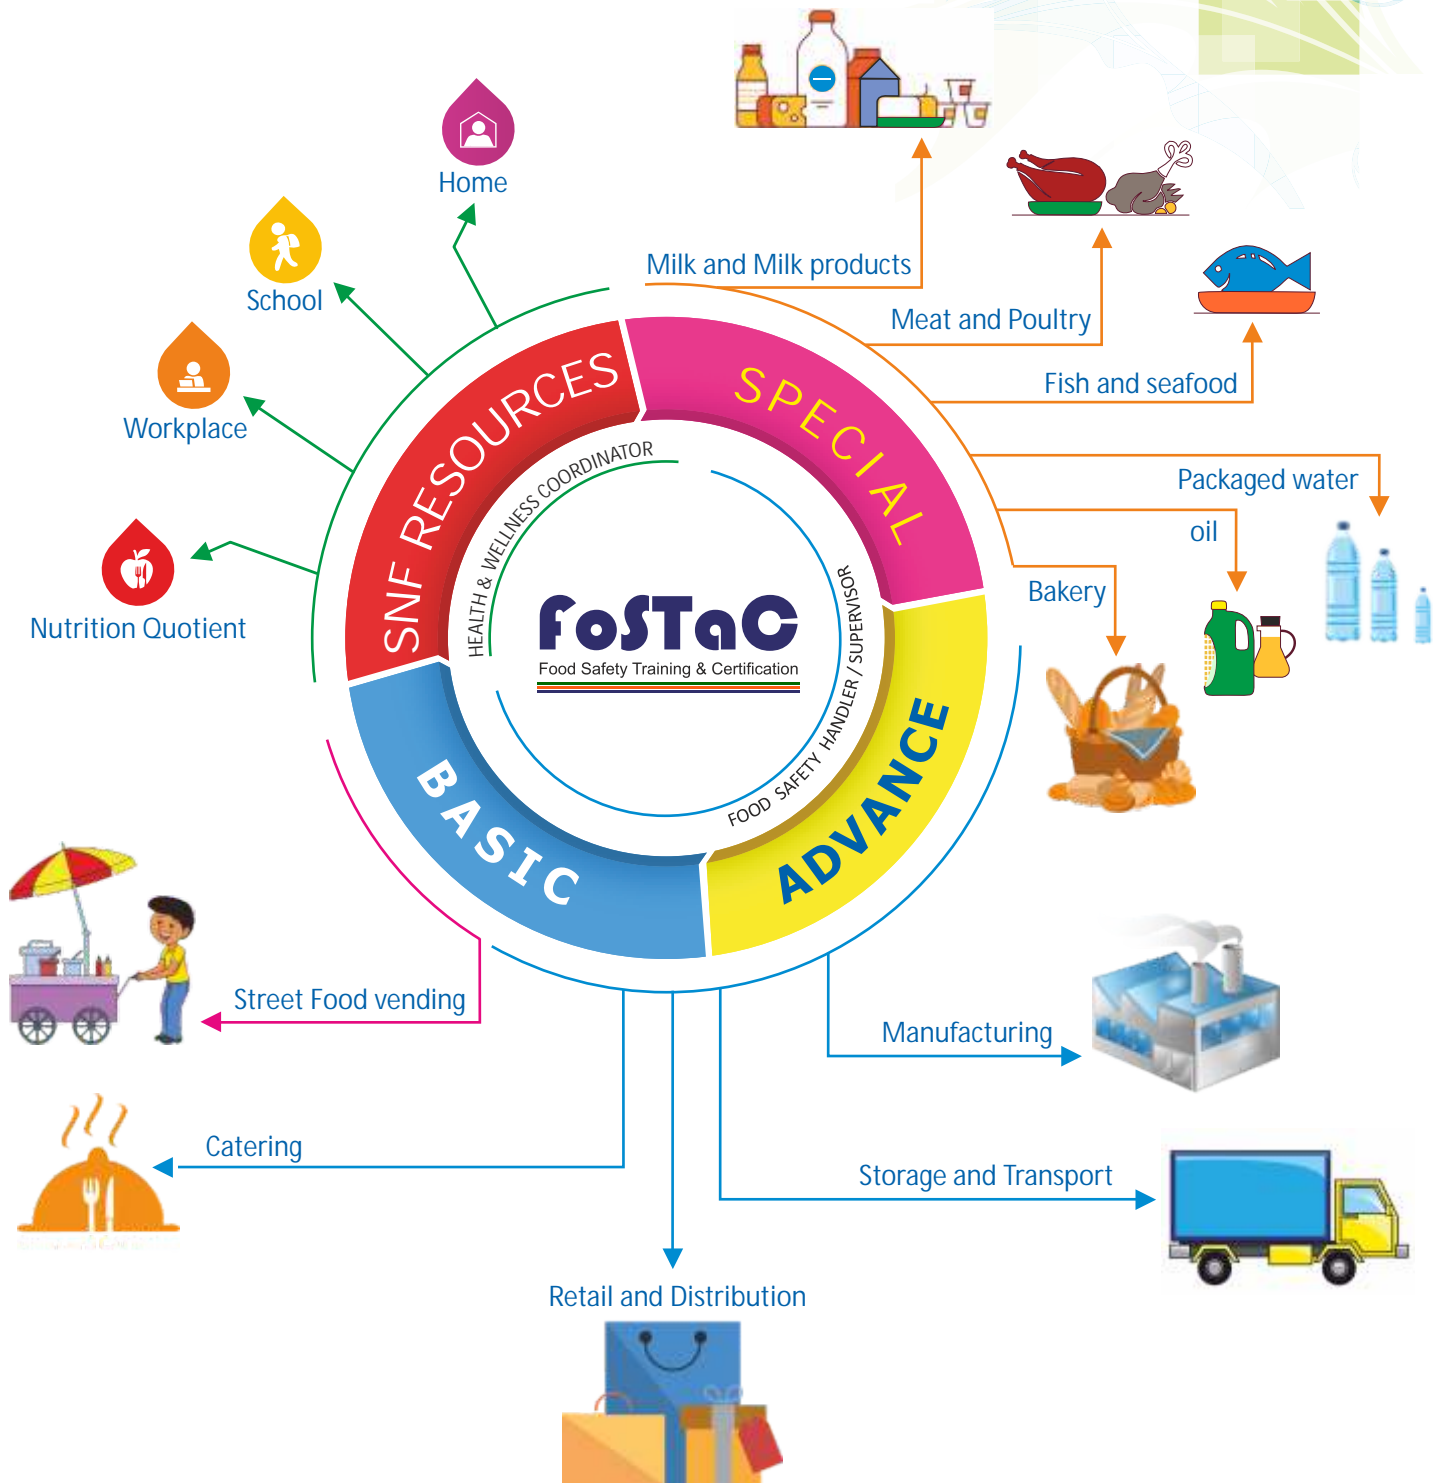 Home
School
Workplace
Nutrition Quotient
Milk and Milk products
Meat and Poultry
Fish and seafood
Packaged water
oil
Bakery
SNF RESOURCES
SPECIAL
ADVANCE
BASIC
HEALTH & WELLNESS COORDINATOR
FOOD SAFETY HANDLER / SUPERVISOR
FoSTaC
Food Safety Training & Certification
Street Food vending
Catering
Retail and Distribution
Manufacturing
Storage and Transport